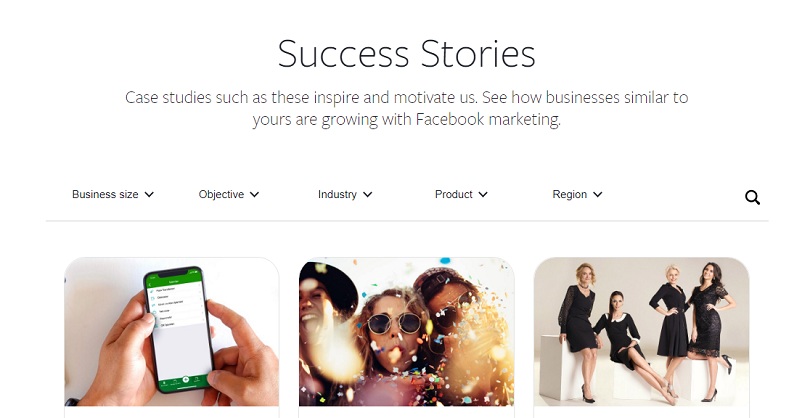 Success Stories
Case studies such as these inspire and motivate us. See how businesses similar to
yours are growing with Facebook marketing.
Business size Objective Industry Product Region